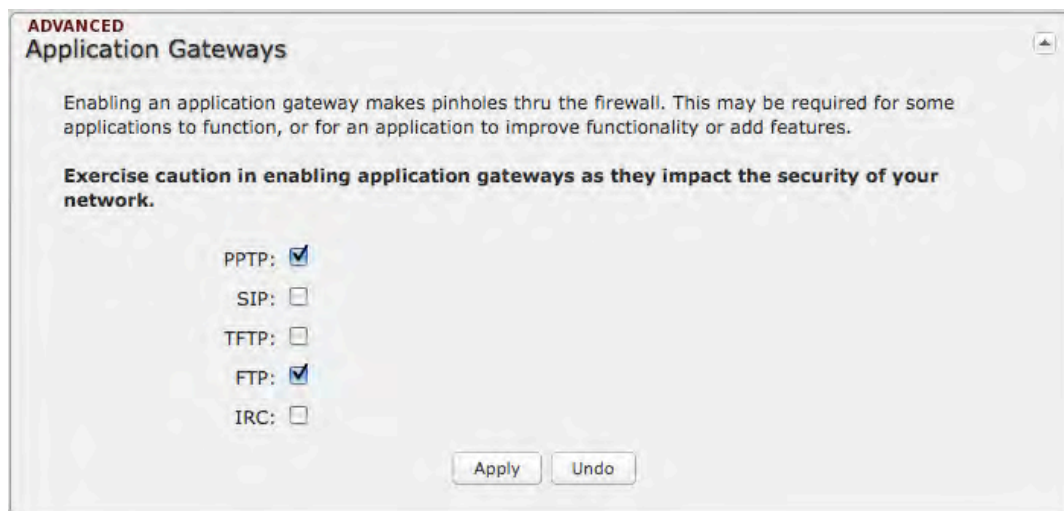 ADVANCED
Application Gateways
Enabling an application gateway makes pinholes thru the firewall. This may be required for some
applications to function, or for an application to improve functionality or add features.
Exercise caution in enabling application gateways as they impact the security of your
network.
PPTP:
SIP:
TFTP:
FTP:
IRC:
Apply Undo